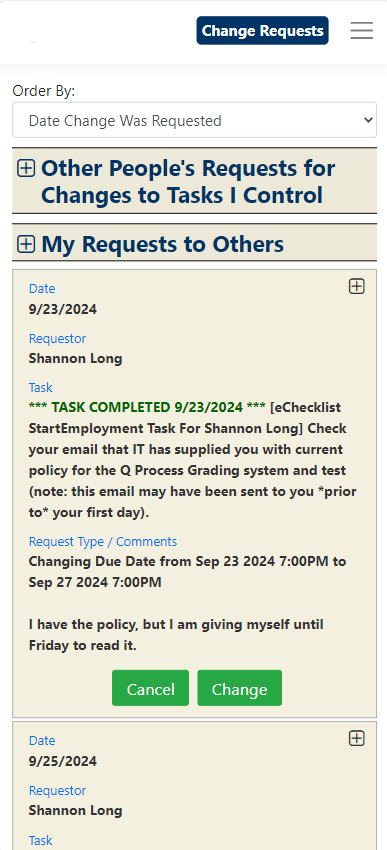 Change Requests
Order By:
Date Change Was Requested
Other People's Requests for
Changes to Tasks I Control
My Requests to Others
Date
9/23/2024
Requestor
Shannon Long
Task
*** TASK COMPLETED 9/23/2024 *** [eChecklist
StartEmployment Task For Shannon Long] Check
your email that IT has supplied you with current
policy for the Q Process Grading system and test
(note: this email may have been sent to you *prior
to* your first day).
Request Type / Comments
Changing Due Date from Sep 23 2024 7:00PM to
Sep 27 2024 7:00PM
I have the policy, but I am giving myself until
Friday to read it.
Cancel Change
Date
9/25/2024
Requestor
Shannon Long
Task